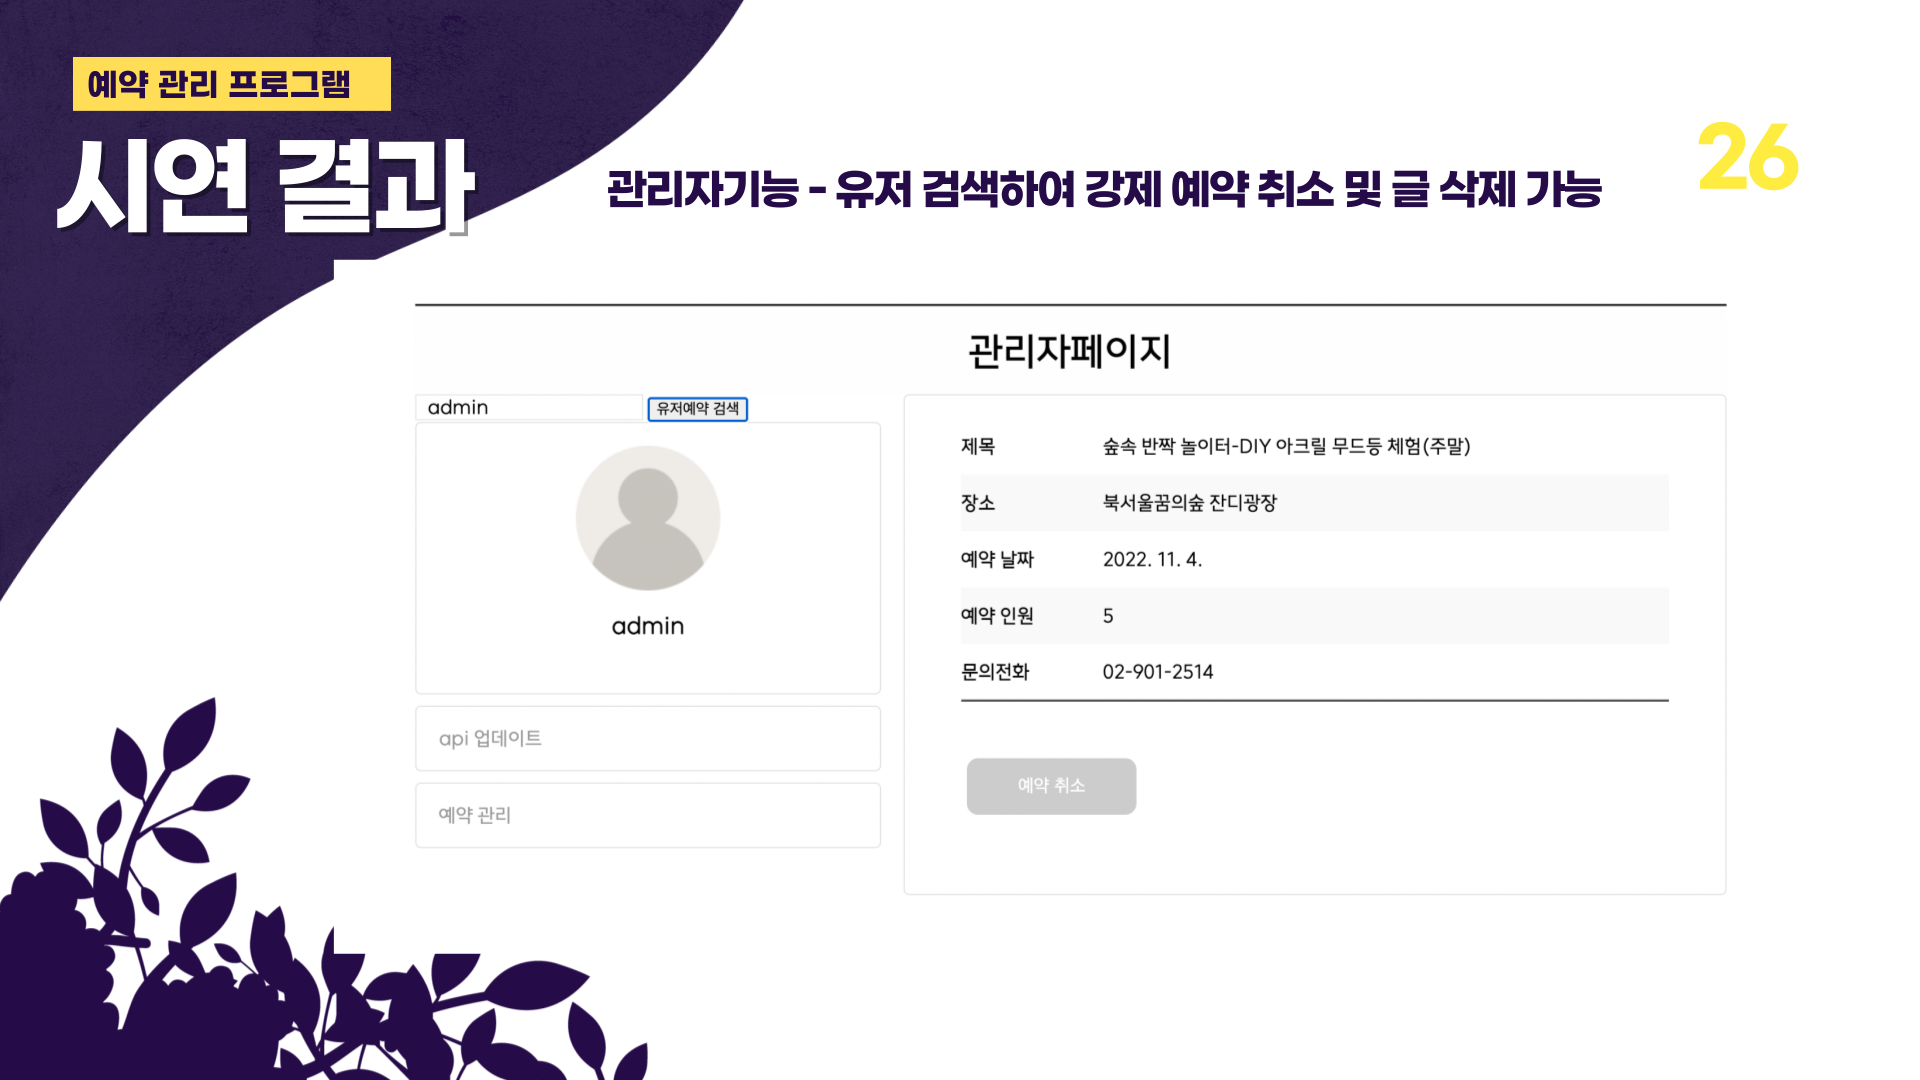 예약 관리 프로그램
시연 결과
관리자기능 - 유저 검색하여 강제 예약 취소 및 글 삭제 가능
26
관리자페이지
admin
유저예약 검색
admin
api 업데이트
예약 관리
제목 숲속 반짝 놀이터-DIY 아크릴 무드등 체험(주말)
장소 북서울꿈의숲 잔디광장
예약 날짜 2022. 11. 4.
예약 인원 5
문의전화 02-901-2514
예약 취소